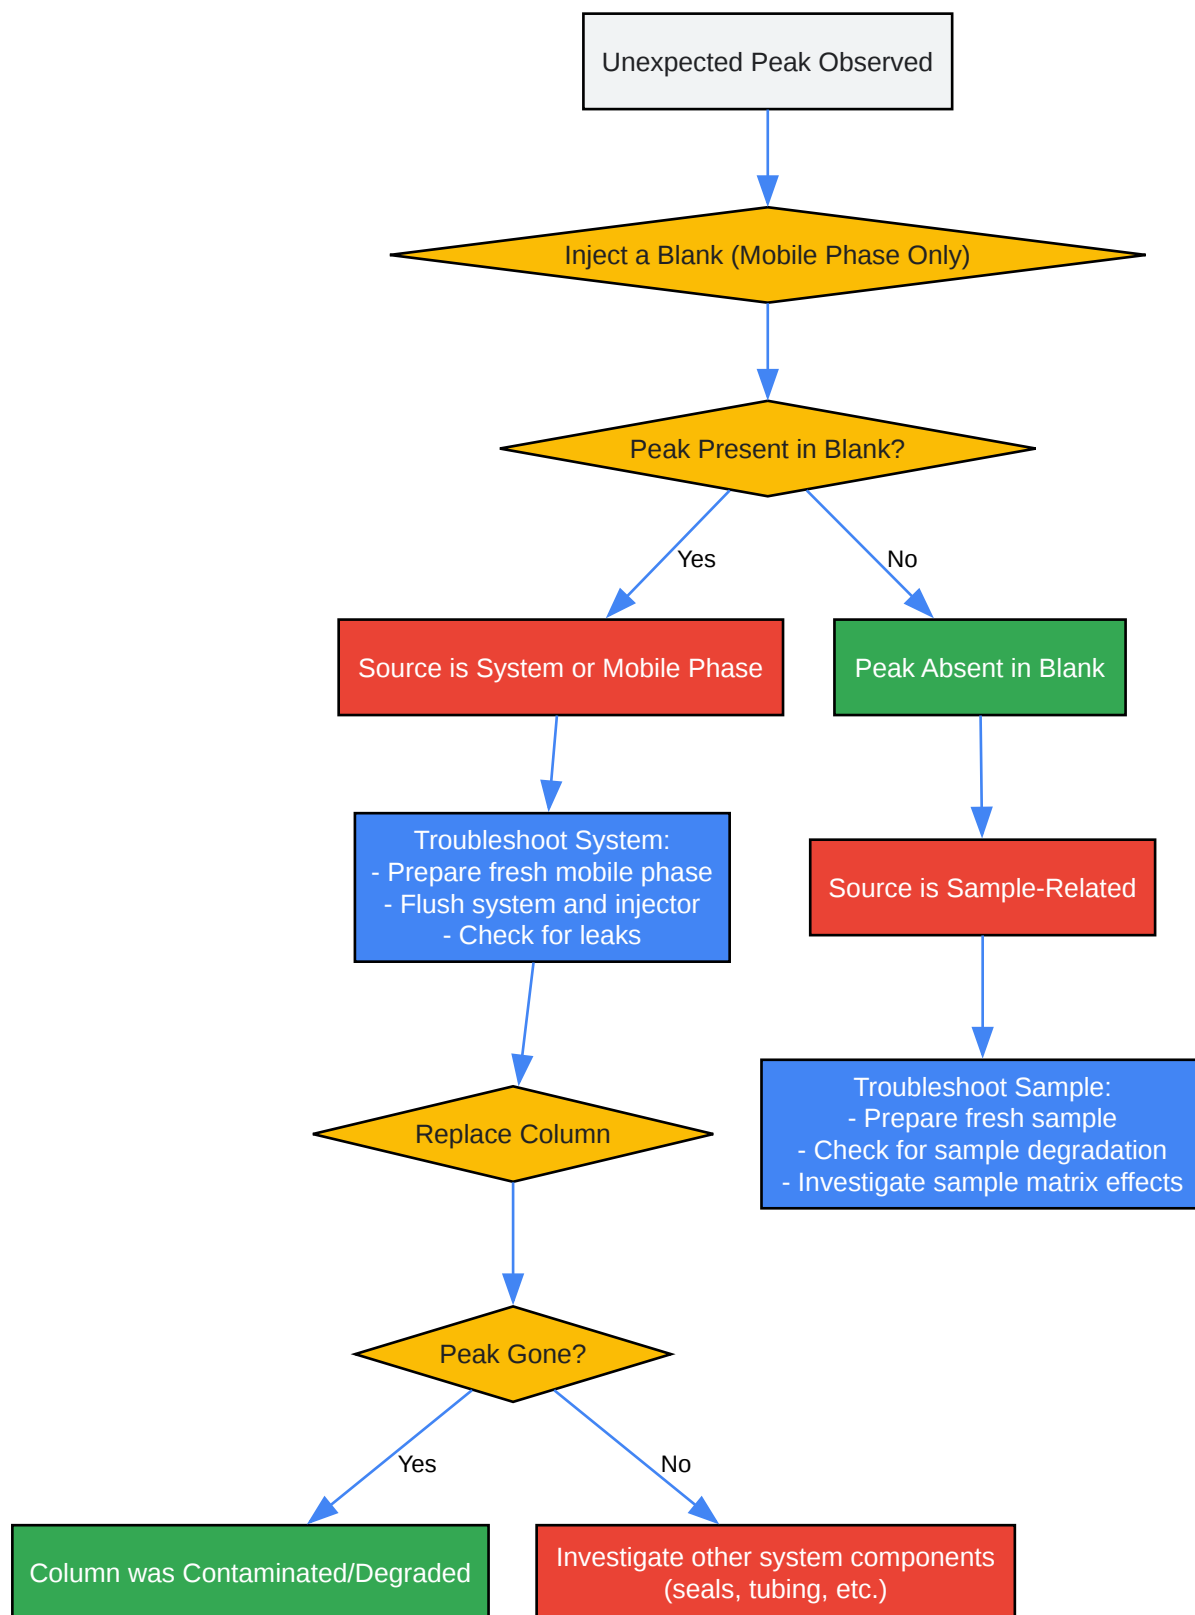 Unexpected Peak Observed
Inject a Blank (Mobile Phase Only)
Peak Present in Blank?
Yes
No
Source is System or Mobile Phase
Peak Absent in Blank
Troubleshoot System:
- Prepare fresh mobile phase
- Flush system and injector
- Check for leaks
Source is Sample-Related
Replace Column
Troubleshoot Sample:
- Prepare fresh sample
- Check for sample degradation
- Investigate sample matrix effects
Peak Gone?
Yes
No
Column was Contaminated/Degraded
Investigate other system components
(seals, tubing, etc.)